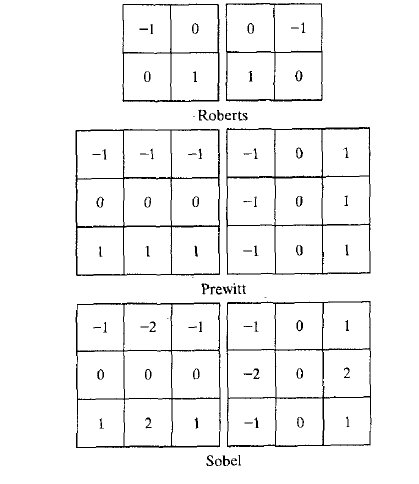 -1 0 0 -1
0 1 1 0
Roberts
-1 -1 -1 -1 0 1
0 0 0 -1 0 1
1 1 1 -1 0 1
Prewitt
-1 -2 -1 -1 0 1
0 0 0 -2 0 2
1 2 1 -1 0 1
Sobel